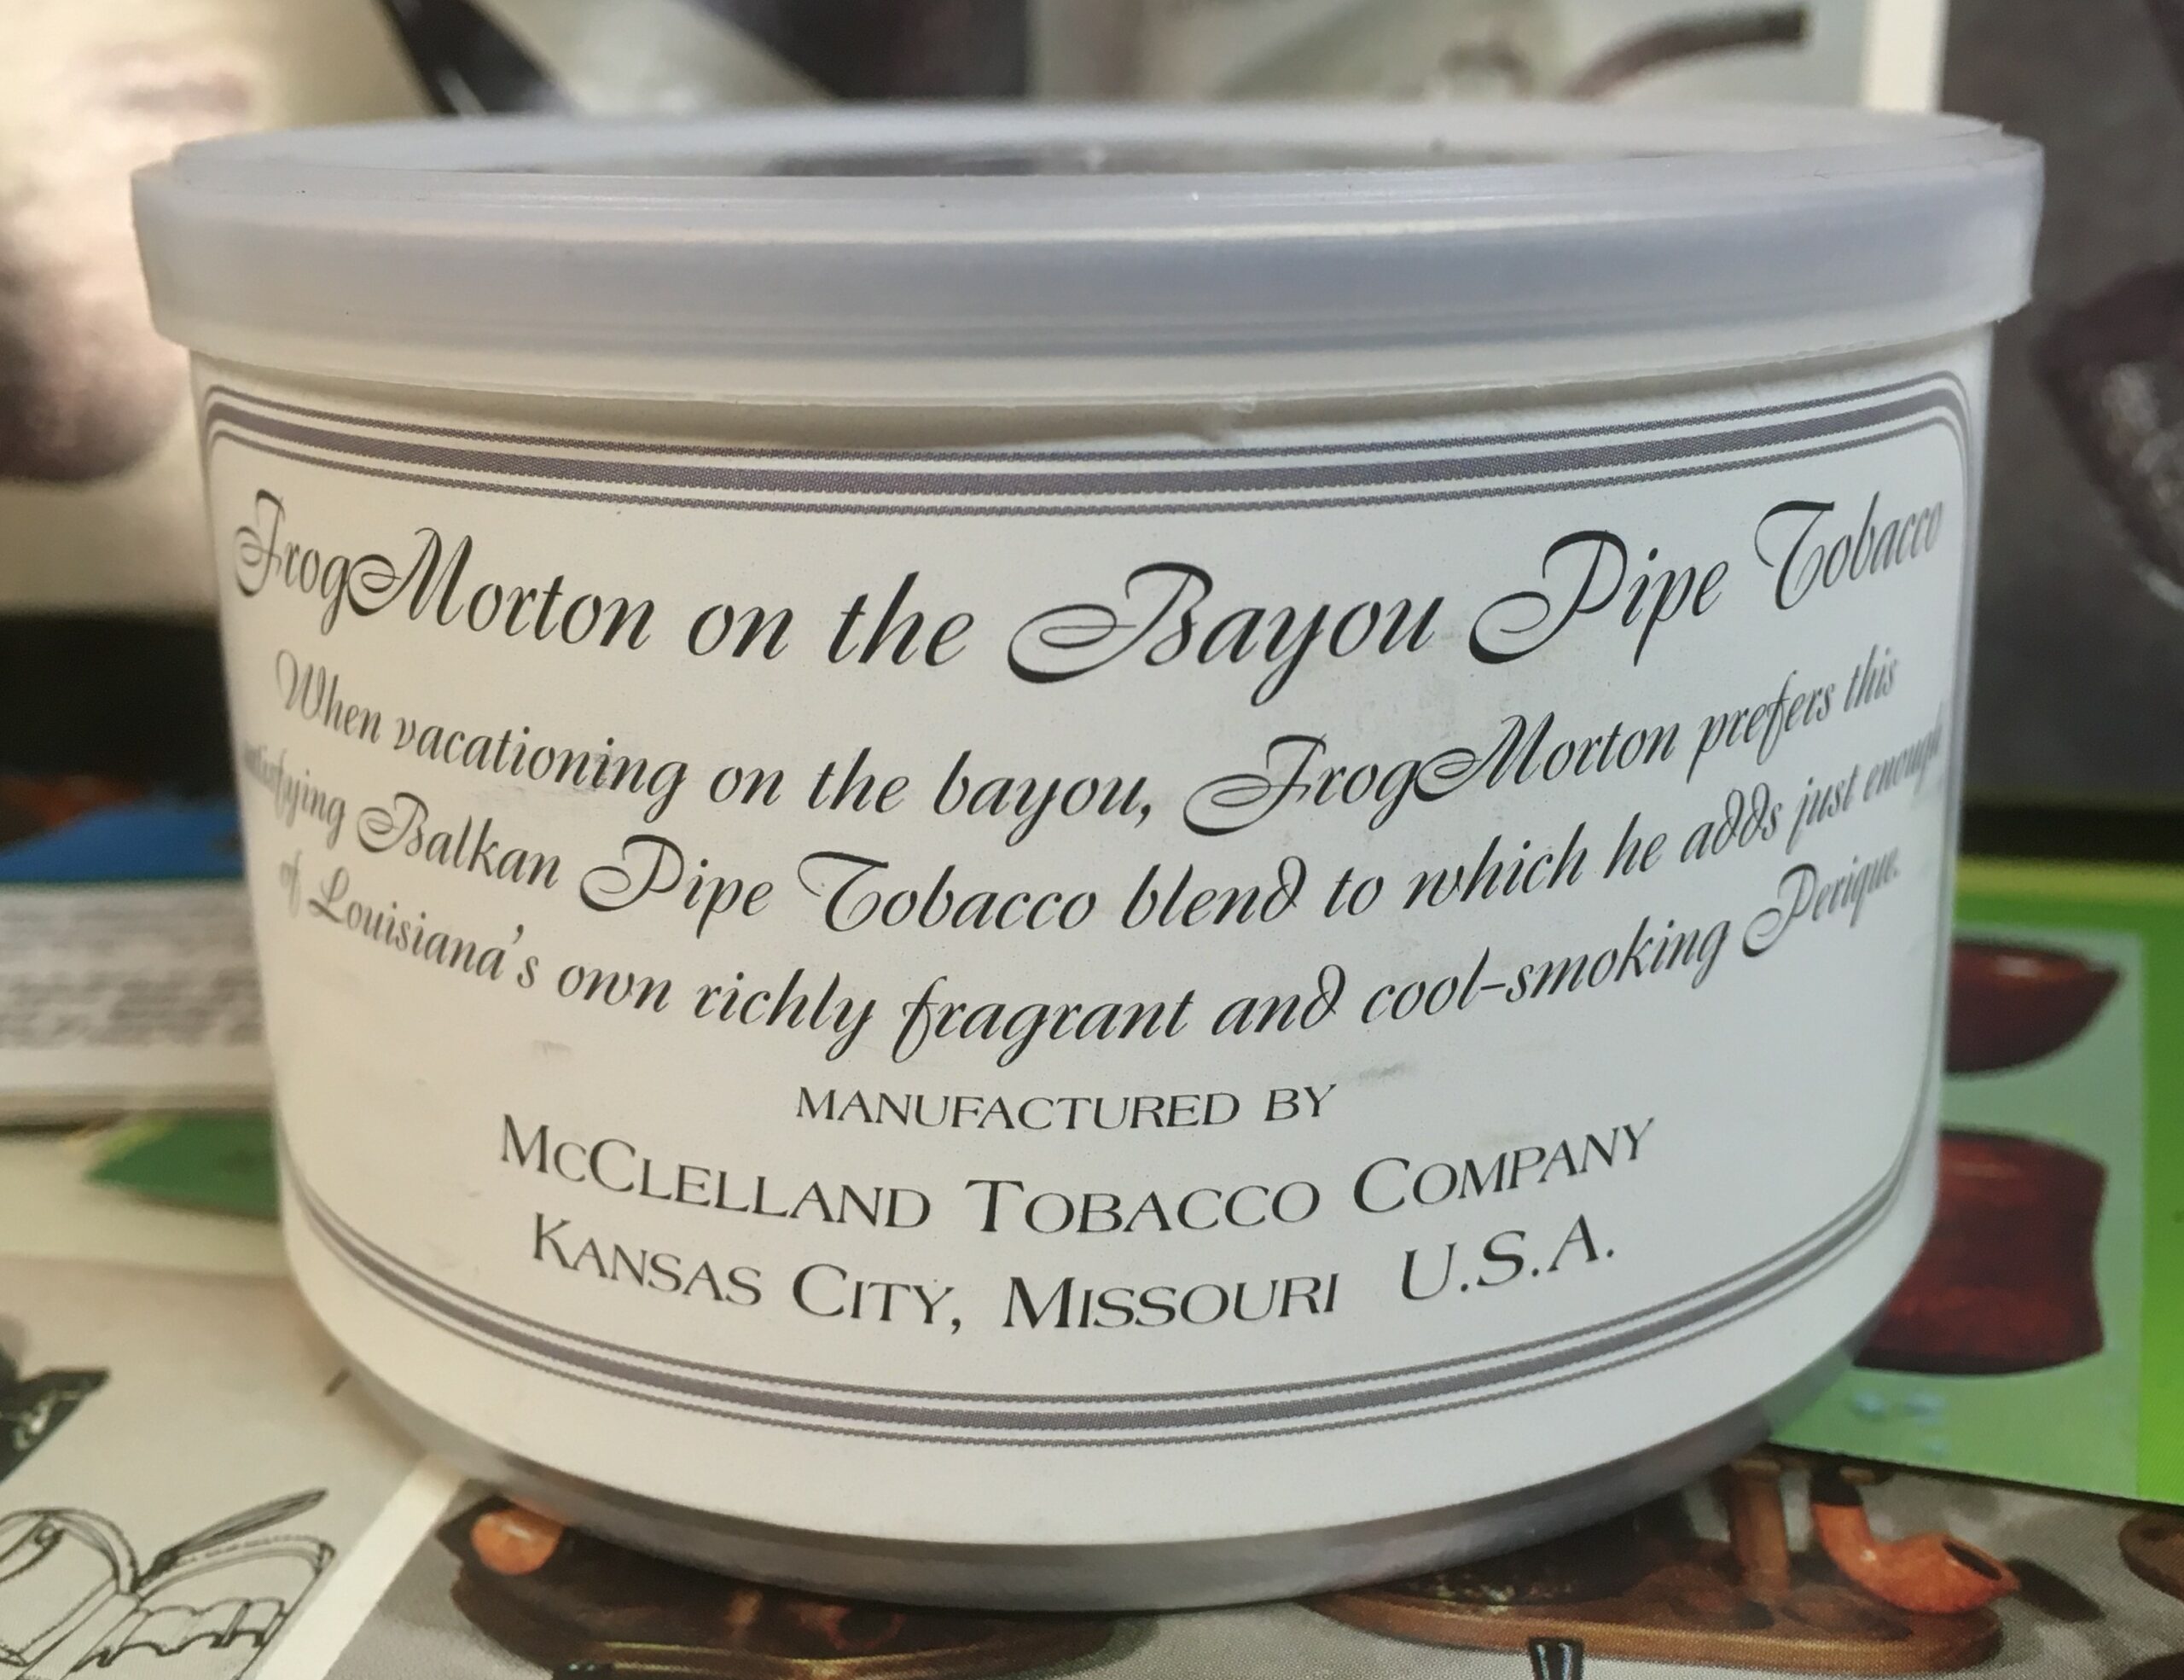 FrogMorton on the Bayou Pipe Tobacco
When vacationing on the bayou, FrogMorton prefers this
satisfying Balkan Pipe Tobacco blend to which he adds just enough
of Louisiana's own richly fragrant and cool-smoking Perique.
MANUFACTURED BY
MCCLELLAND TOBACCO COMPANY
KANSAS CITY, MISSOURI U.S.A.